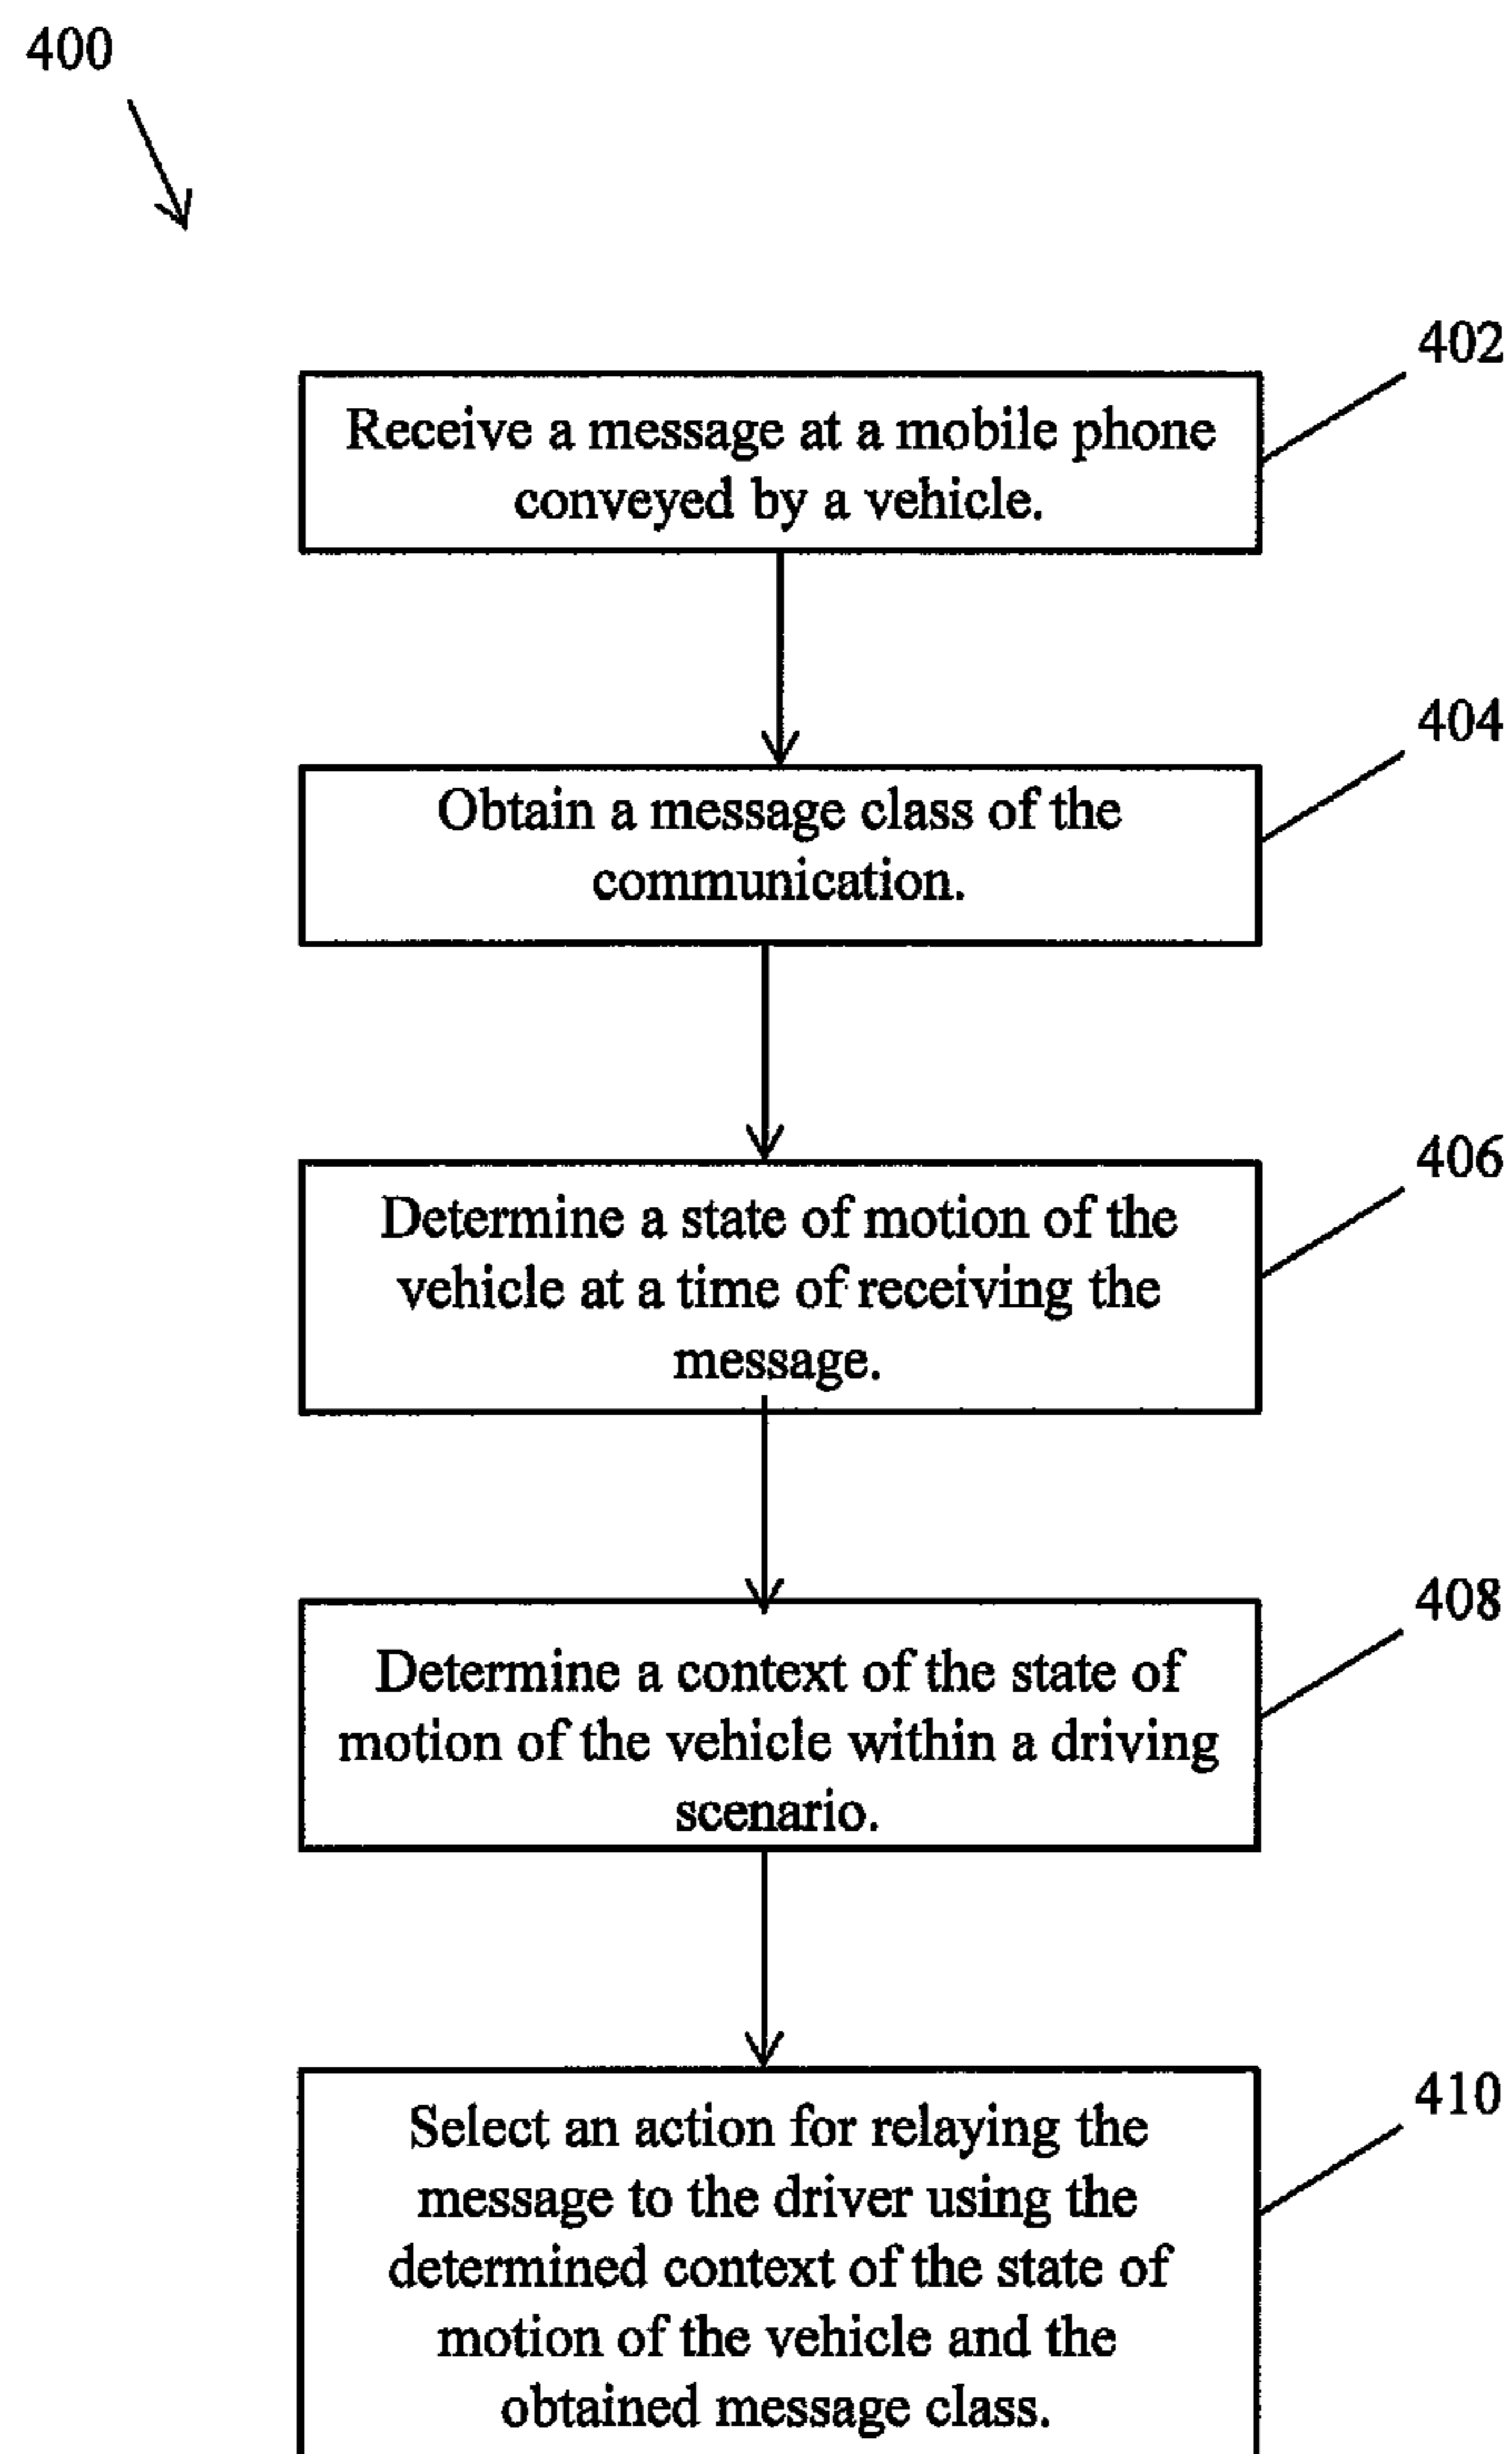 400
402
Receive a message at a mobile phone
conveyed by a vehicle.
404
Obtain a message class of the
communication.
406
Determine a state of motion of the
vehicle at a time of receiving the
message.
408
Determine a context of the state of
motion of the vehicle within a driving
scenario.
410
Select an action for relaying the
message to the driver using the
determined context of the state of
motion of the vehicle and the
obtained message class.